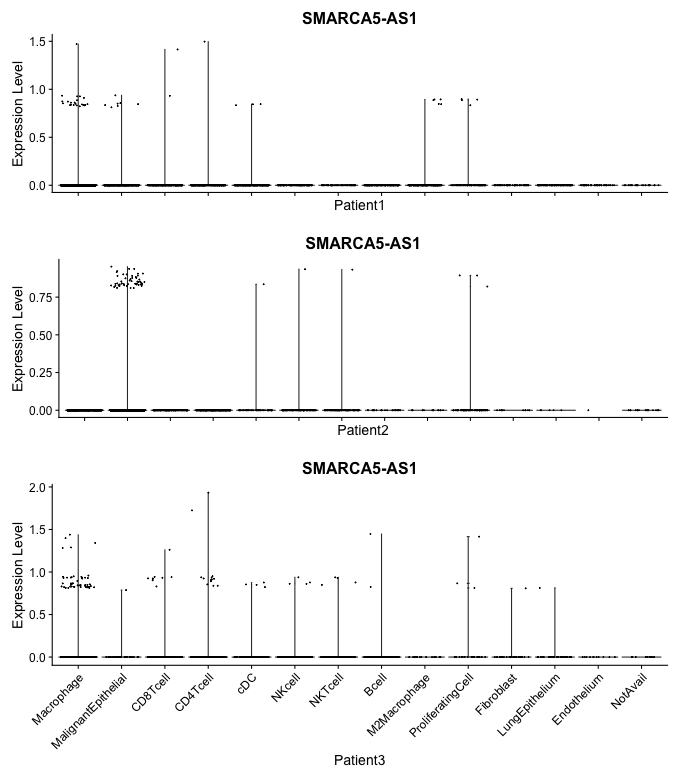 SMARCA5-AS1
Expression Level
1.5
1.0
0.5
0.0
Patient1
SMARCA5-AS1
Expression Level
0.75
0.50
0.25
0.00
Patient2
SMARCA5-AS1
Expression Level
2.0
1.5
1.0
0.5
0.0
Macrophage
MalignantEpithelial
CD8Tcell
CD4Tcell
cDC
NKcell
NKTcell
Bcell
M2Macrophage
ProliferatingCell
Fibroblast
LungEpithelium
Endothelium
NotAvail
Patient3